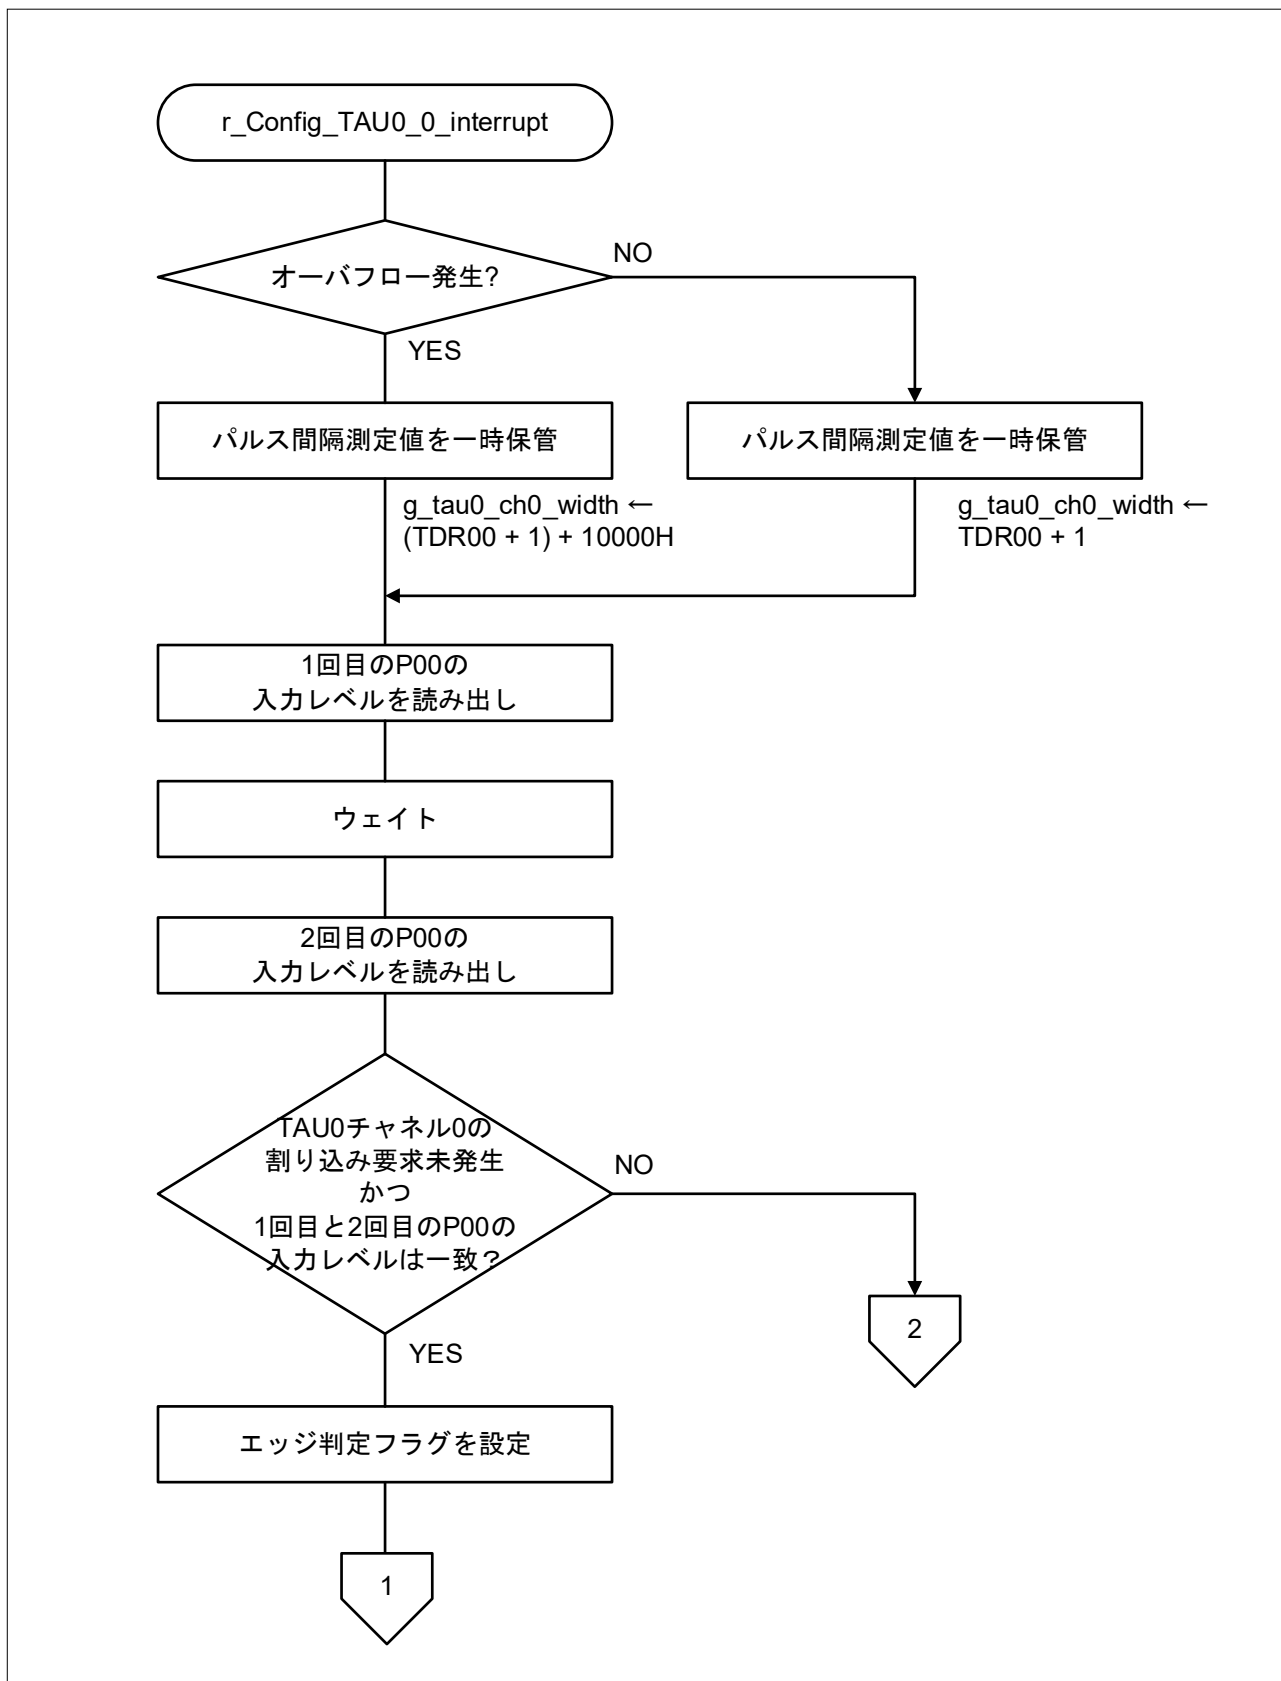 r_Config_TAU0_0_interrupt
オーバフロー発生?
NO
YES
パルス間隔測定値を一時保管
パルス間隔測定値を一時保管
g_tau0_ch0_width ←
(TDR00 + 1) + 10000H
g_tau0_ch0_width ←
TDR00 + 1
1回目のP00の
入力レベルを読み出し
ウェイト
2回目のP00の
入力レベルを読み出し
TAU0チャネル0の
割り込み要求未発生
かつ
1回目と2回目のP00の
入力レベルは一致？
NO
2
YES
エッジ判定フラグを設定
1